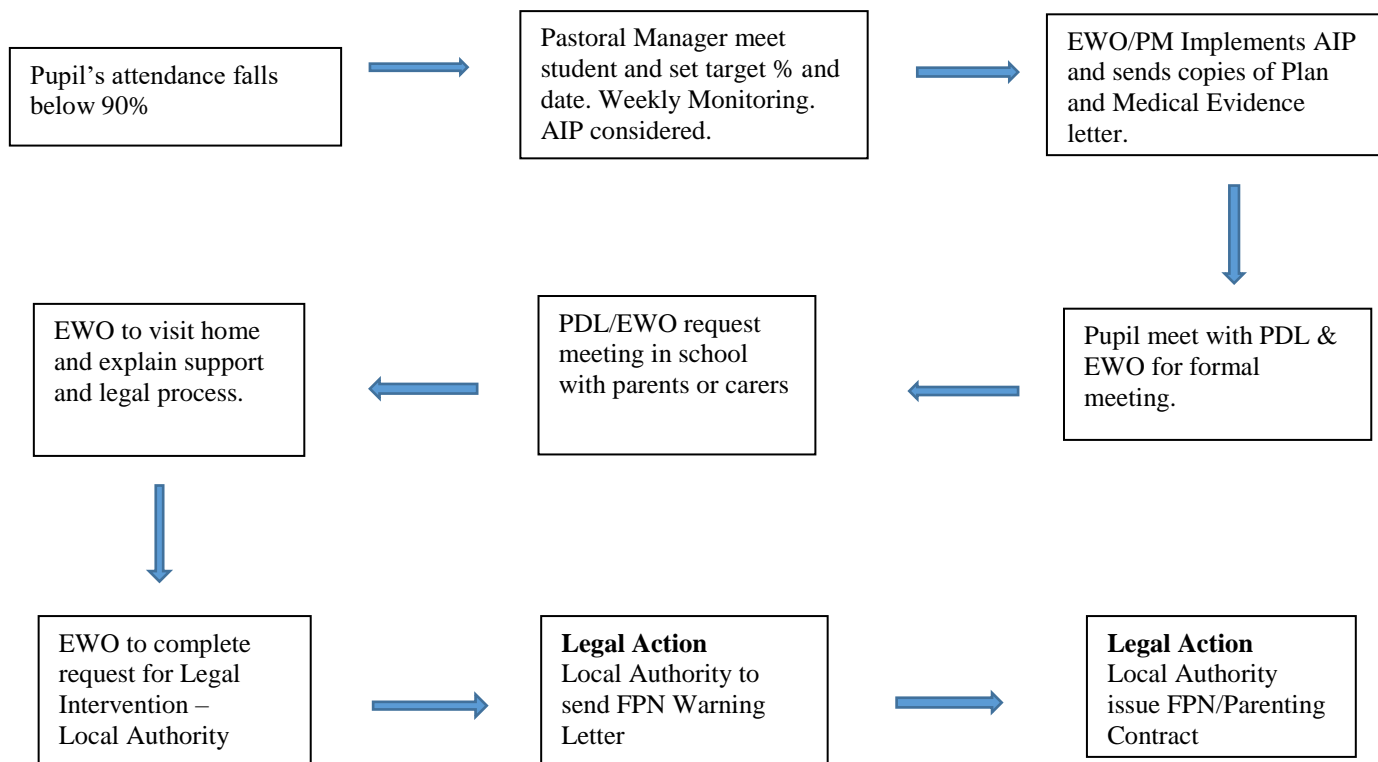 Pupil's attendance falls
below 90%
Pastoral Manager meet
student and set target % and
date. Weekly Monitoring.
AIP considered.
EWO/PM Implements AIP
and sends copies of Plan
and Medical Evidence
letter.
Pupil meet with PDL &
EWO for formal
meeting.
PDL/EWO request
meeting in school
with parents or carers
EWO to visit home
and explain support
and legal process.
EWO to complete
request for Legal
Intervention –
Local Authority
Legal Action
Local Authority to
send FPN Warning
Letter
Legal Action
Local Authority
issue FPN/Parenting
Contract